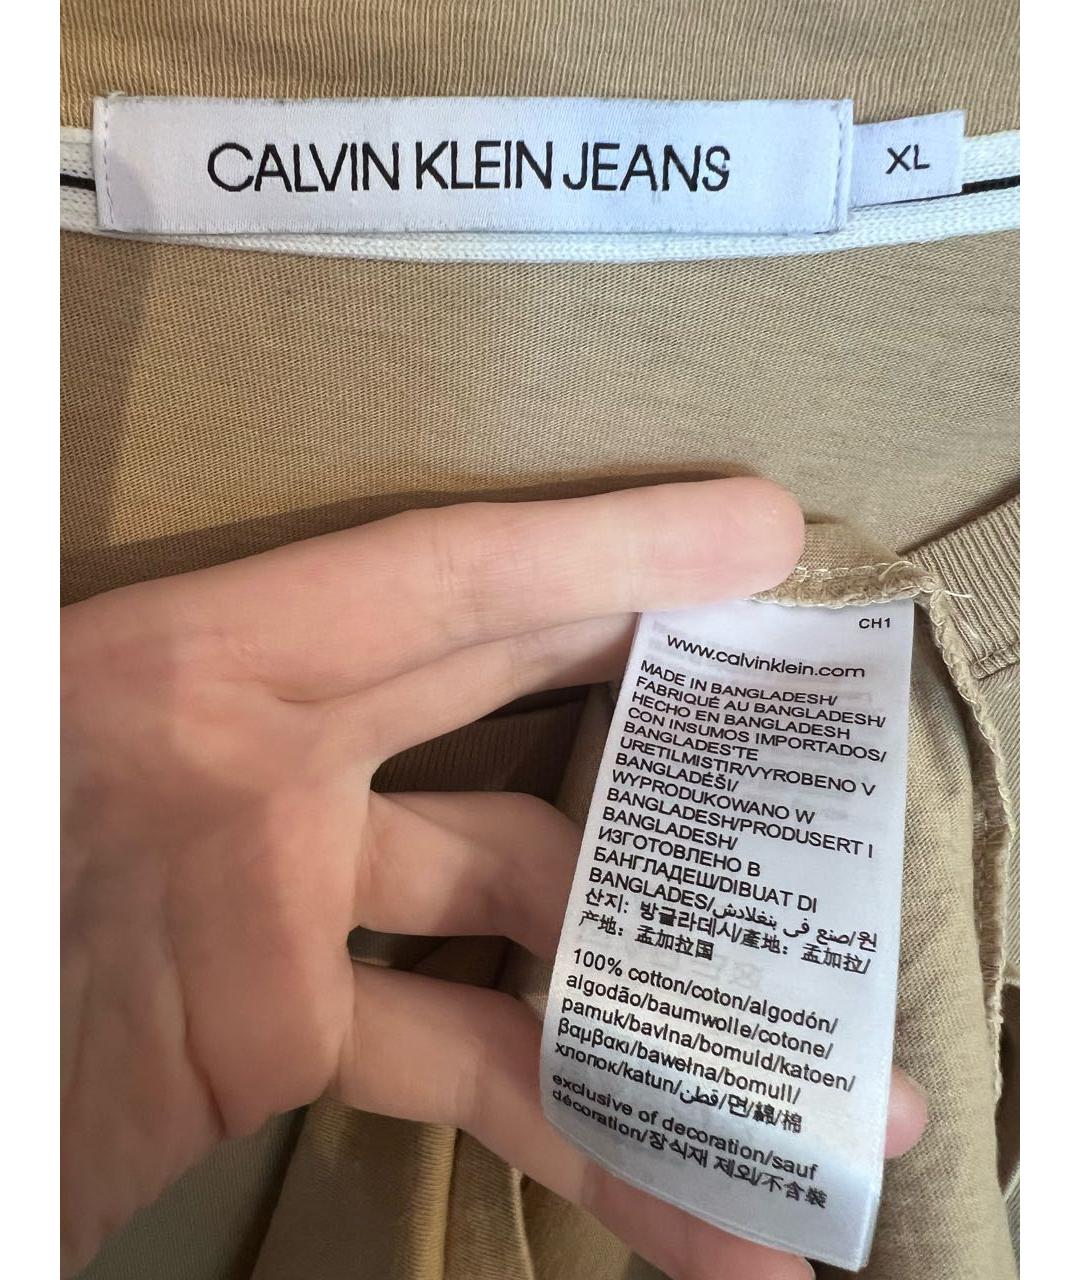 CALVIN KLEIN JEANS
XL
CH1
www.calvinklein.com
MADE IN BANGLADESH/
FABRIQUÉ AU BANGLADESH/
HECHO EN BANGLADESH
CON INSUMOS IMPORTADOS/
BANGLADES'TE
URETILMISTIR/VYROBENO V
BANGLADÉŠI/
WYPRODUKOWANO W
BANGLADESH/PRODUSERT I
BANGLADESH/
ИЗГОТОВЛЕНО В
БАНГЛАДЕШ/DIBUAT DI
BANGLADES/صنع في بنغلادش/원
산지: 방글라데시/產地: 孟加拉/
产地: 孟加拉国
100% cotton/coton/algodón/
algodão/baumwolle/cotone/
pamuk/bavlna/bomuld/katoen/
βαμβακι/bawełna/bomull/
хлопок/katun/قطن/면/綿/棉
exclusive of decoration/sauf
décoration/장식재 제외/不含裝